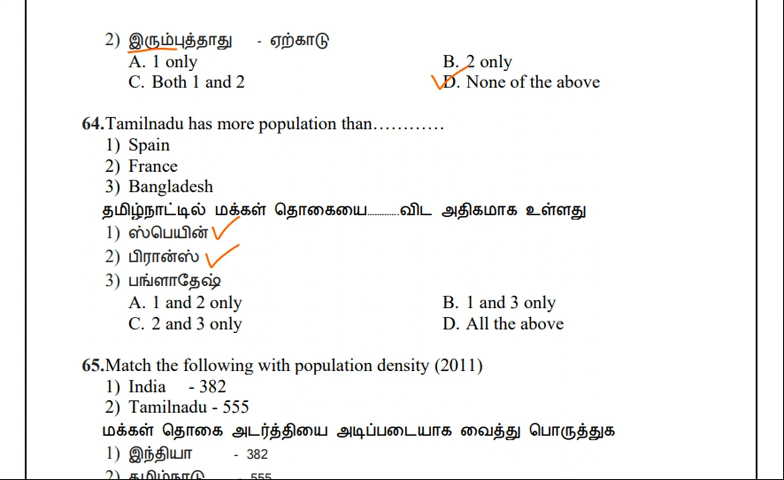 2) இரும்புத்தாது - ஏற்காடு
A. 1 only B. 2 only
C. Both 1 and 2 D. None of the above
64.Tamilnadu has more population than…………
1) Spain
2) France
3) Bangladesh
தமிழ்நாட்டில் மக்கள் தொகையை............விட அதிகமாக உள்ளது
1) ஸ்பெயின்
2) பிரான்ஸ்
3) பங்ளாதேஷ்
A. 1 and 2 only B. 1 and 3 only
C. 2 and 3 only D. All the above
65.Match the following with population density (2011)
1) India - 382
2) Tamilnadu - 555
மக்கள் தொகை அடர்த்தியை அடிப்படையாக வைத்து பொருத்துக
1) இந்தியா - 382
2) தமிழ்நாடு - 555